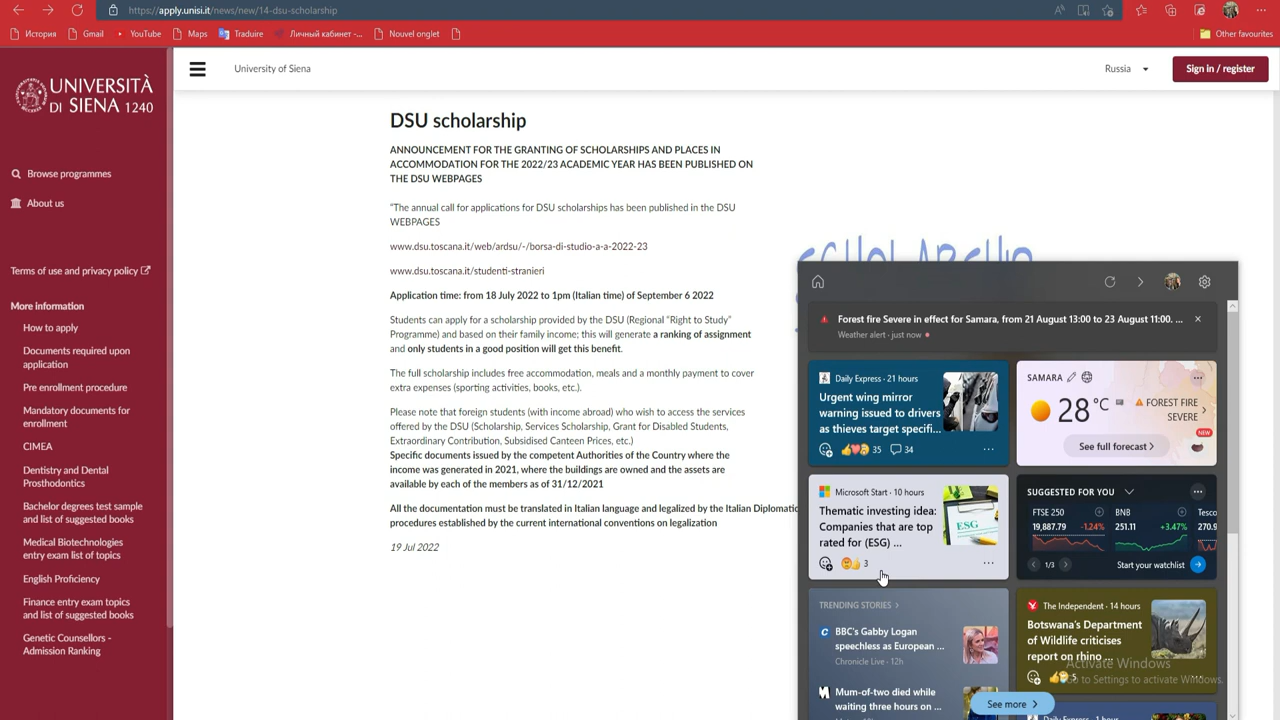 https://apply.unisi.it/news/new/14-dsu-scholarship
История
Gmail
YouTube
Maps
Traduire
Личный кабинет -...
Nouvel onglet
Other favourites
UNIVERSITÀ
DI SIENA 1240
University of Siena
Russia
Sign in / register
Browse programmes
About us
Terms of use and privacy policy
More information
How to apply
Documents required upon
application
Pre enrollment procedure
Mandatory documents for
enrollment
CIMEA
Dentistry and Dental
Prosthodontics
Bachelor degrees test sample
and list of suggested books
Medical Biotechnologies
entry exam list of topics
English Proficiency
Finance entry exam topics
and list of suggested books
Genetic Counsellors -
Admission Ranking
DSU scholarship
ANNOUNCEMENT FOR THE GRANTING OF SCHOLARSHIPS AND PLACES IN
ACCOMMODATION FOR THE 2022/23 ACADEMIC YEAR HAS BEEN PUBLISHED ON
THE DSU WEBPAGES
"The annual call for applications for DSU scholarships has been published in the DSU
WEBPAGES
www.dsu.toscana.it/web/ardsu/-/borsa-di-studio-a-a-2022-23
www.dsu.toscana.it/studenti-stranieri
Application time: from 18 July 2022 to 1pm (Italian time) of September 6 2022
Students can apply for a scholarship provided by the DSU (Regional "Right to Study"
Programme) and based on their family income; this will generate a ranking of assignment
and only students in a good position will get this benefit.
The full scholarship includes free accommodation, meals and a monthly payment to cover
extra expenses (sporting activities, books, etc.).
Please note that foreign students (with income abroad) who wish to access the services
offered by the DSU (Scholarship, Services Scholarship, Grant for Disabled Students,
Extraordinary Contribution, Subsidised Canteen Prices, etc.)
Specific documents issued by the competent Authorities of the Country where the
income was generated in 2021, where the buildings are owned and the assets are
available by each of the members as of 31/12/2021
All the documentation must be translated in Italian language and legalized by the Italian Diplomatic
procedures established by the current international conventions on legalization
19 Jul 2022
SCHOLARSHIP
Forest fire Severe in effect for Samara, from 21 August 13:00 to 23 August 11:00. ...
Weather alert · just now
Daily Express · 21 hours
Urgent wing mirror
warning issued to drivers
as thieves target specifi...
35
34
...
SAMARA
...
28 °C
FOREST FIRE
SEVERE
NEW
See full forecast
Microsoft Start · 10 hours
Thematic investing idea:
Companies that are top
rated for (ESG) ...
ESG
3
...
SUGGESTED FOR YOU
...
FTSE 250
19,887.79 -1.24%
BNB
251.11 +3.47%
Tesco
270.9
1/3
Start your watchlist
TRENDING STORIES
BBC's Gabby Logan
speechless as European ...
Chronicle Live · 12h
Mum-of-two died while
waiting three hours on ...
The Independent · 14 hours
Botswana's Department
of Wildlife criticises
report on rhino ...
5
Activate Windows
Go to Settings to activate Windows.
See more
Daily Express · 1 hour